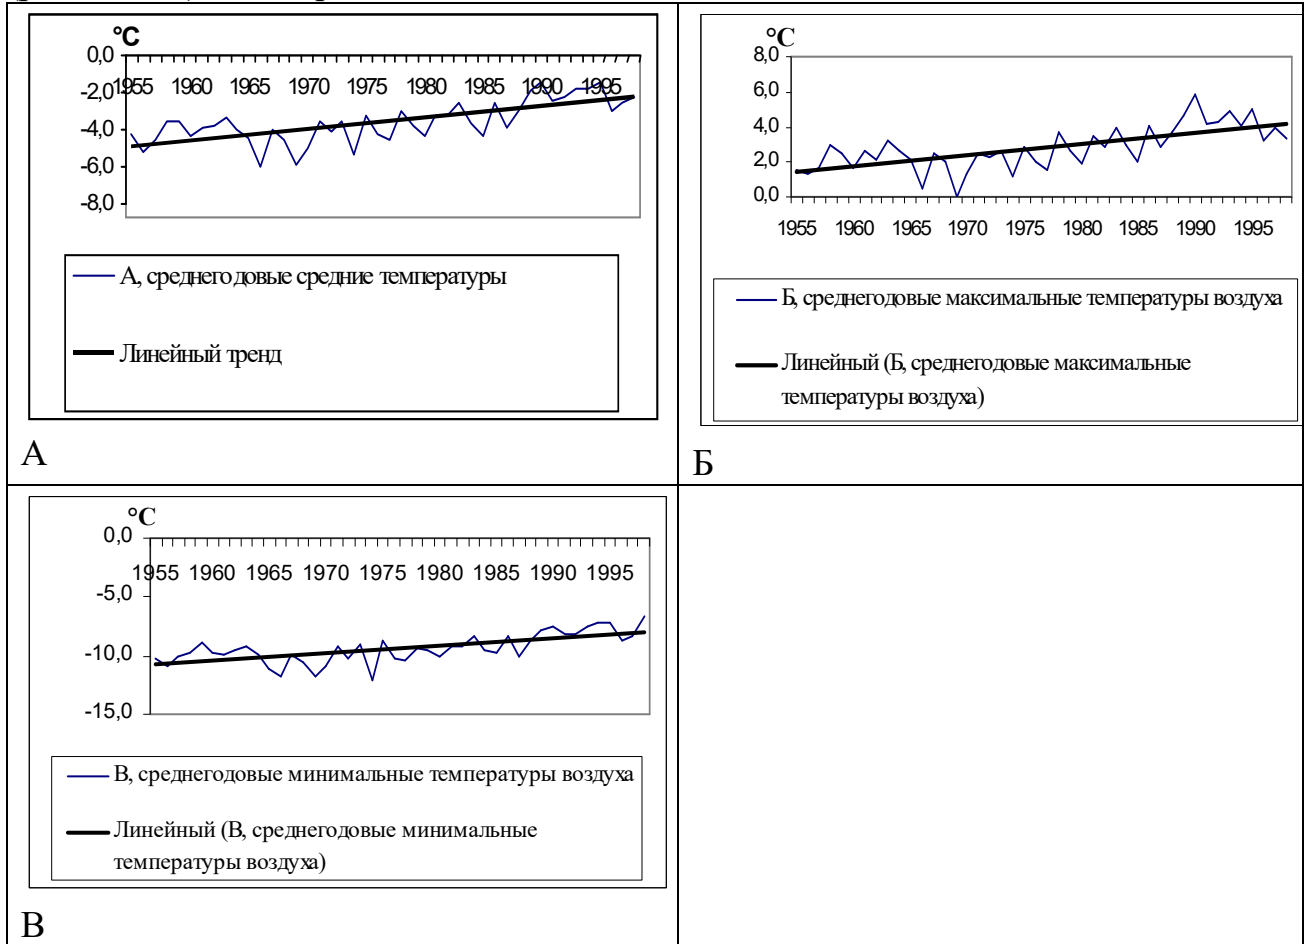 °C
0,0
1955 1960 1965 1970 1975 1980 1985 1990 1995
-2,0
-4,0
-6,0
-8,0
А, среднегодовые средние температуры
Линейный тренд
А
°C
8,0
6,0
4,0
2,0
0,0
1955 1960 1965 1970 1975 1980 1985 1990 1995
Б, среднегодовые максимальные температуры воздуха
Линейный (Б, среднегодовые максимальные
температуры воздуха)
Б
°C
0,0
1955 1960 1965 1970 1975 1980 1985 1990 1995
-5,0
-10,0
-15,0
В, среднегодовые минимальные температуры воздуха
Линейный (В, среднегодовые минимальные
температуры воздуха)
В